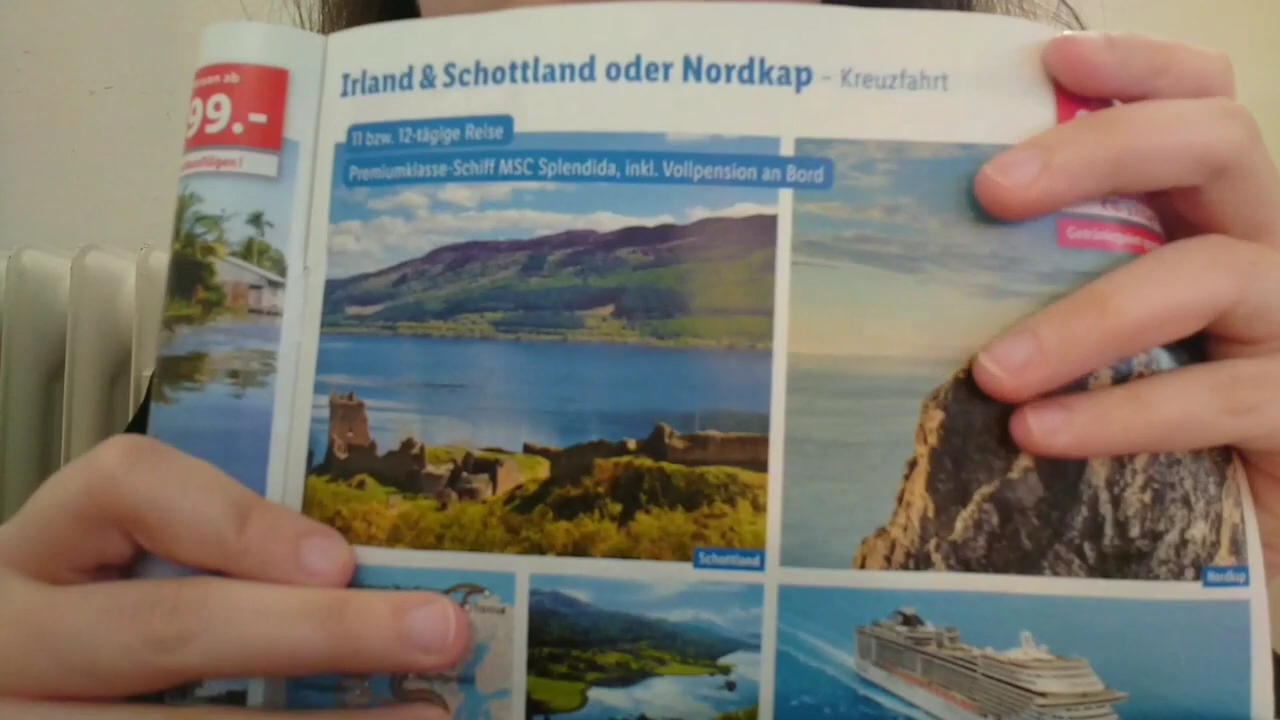 ab
99.-
Irland & Schottland oder Nordkap – Kreuzfahrt
11 bzw. 12-tägige Reise
Premiumklasse-Schiff MSC Splendida, inkl. Vollpension an Bord
Schottland
Nordkap